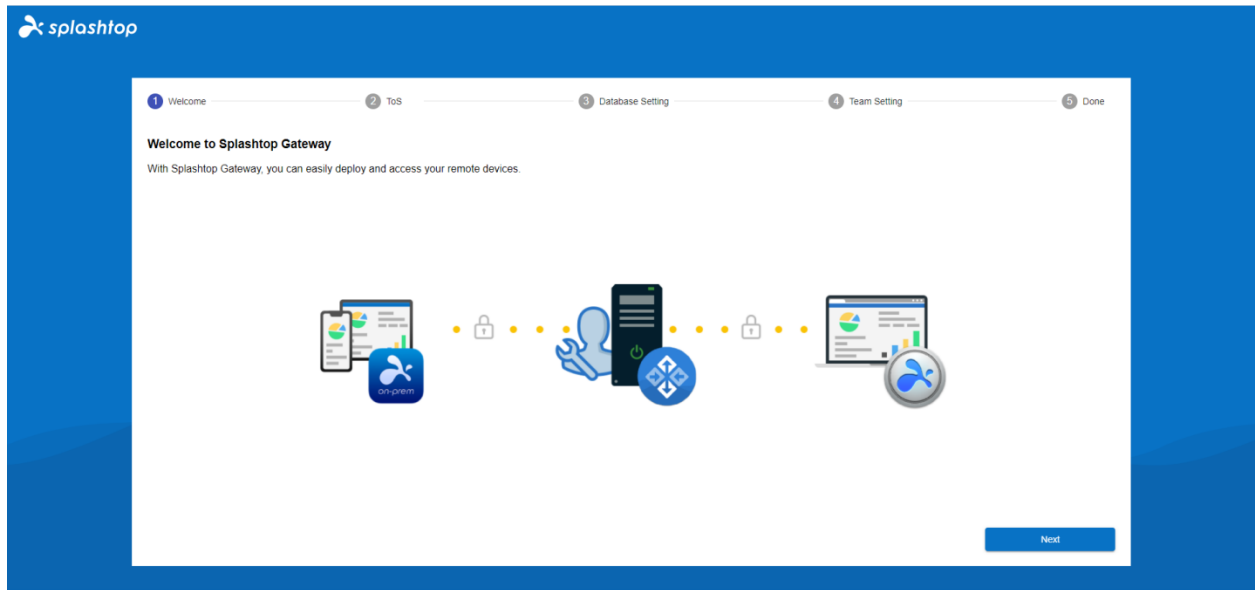 splashtop
1 Welcome 2 ToS 3 Database Setting 4 Team Setting 5 Done
Welcome to Splashtop Gateway
With Splashtop Gateway, you can easily deploy and access your remote devices.
on-prem
Next